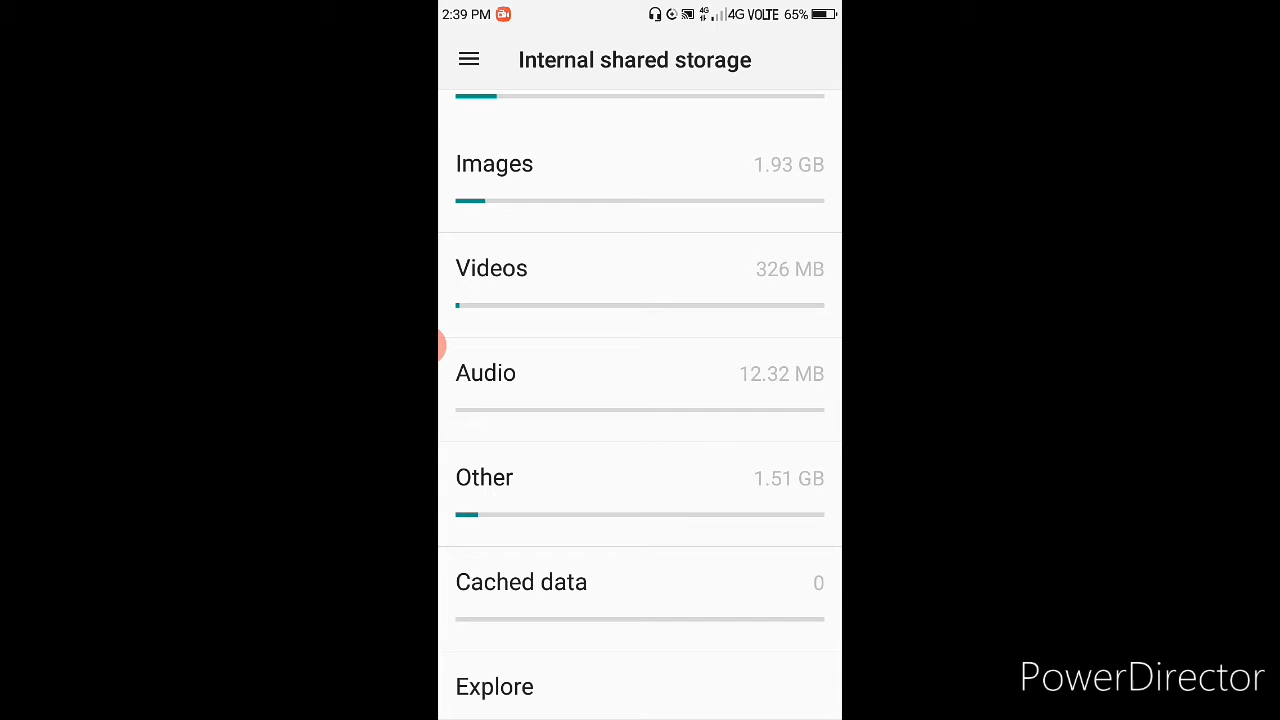 2:39 PM 4G 4G VOLTE 65%
Internal shared storage
Images 1.93 GB
Videos 326 MB
Audio 12.32 MB
Other 1.51 GB
Cached data 0
Explore
PowerDirector